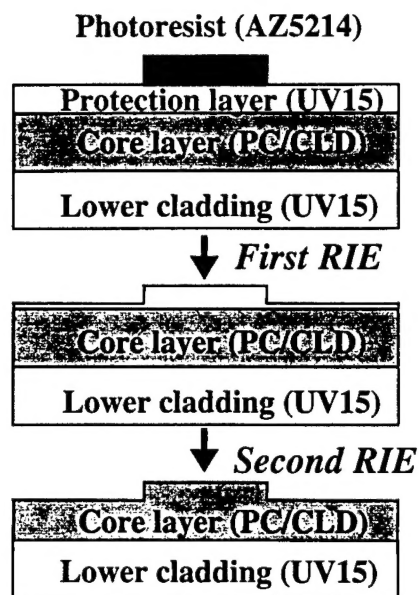 Photoresist (AZ5214)
Protection layer (UV15)
Core layer (PC/CLD)
Lower cladding (UV15)
First RIE
Core layer (PC/CLD)
Lower cladding (UV15)
Second RIE
Core layer (PC/CLD)
Lower cladding (UV15)